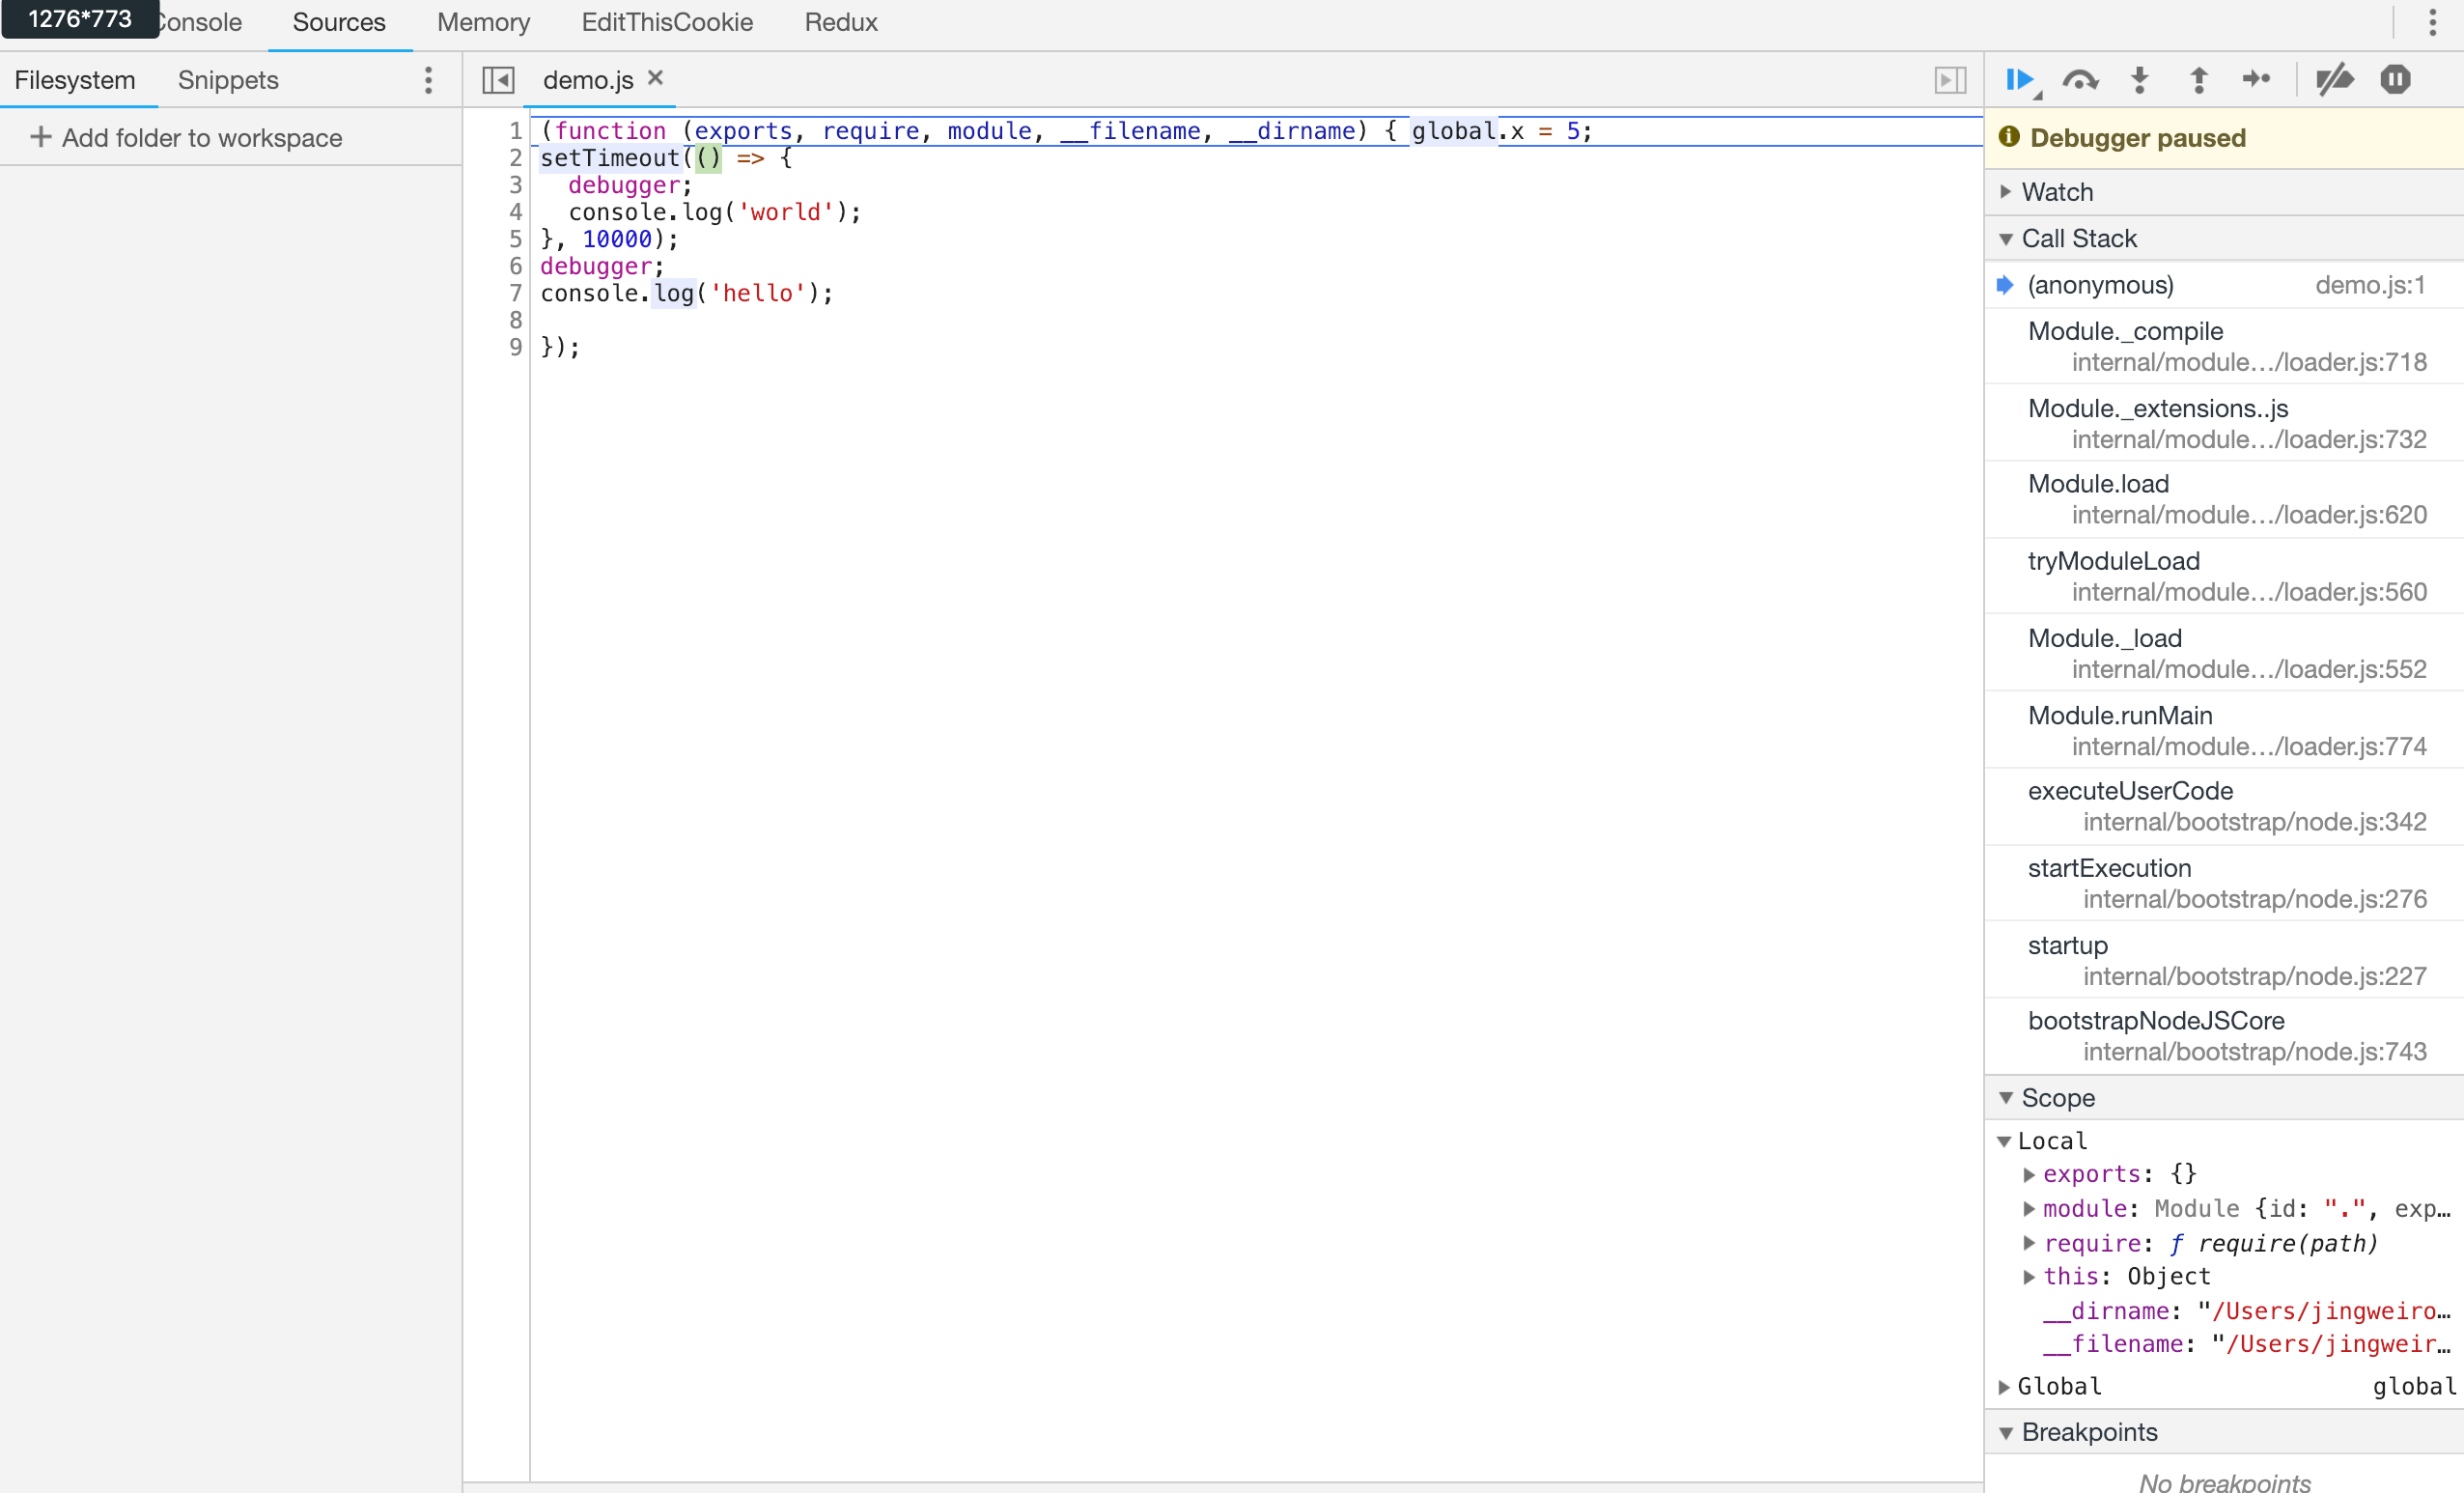 1276*773
Console Sources Memory EditThisCookie Redux
Filesystem Snippets
demo.js ×
+ Add folder to workspace
1 (function (exports, require, module, __filename, __dirname) { global.x = 5;
2 setTimeout(() => {
3   debugger;
4   console.log('world');
5 }, 10000);
6 debugger;
7 console.log('hello');
8
9 });
Debugger paused
Watch
Call Stack
(anonymous) demo.js:1
Module._compile
internal/module…/loader.js:718
Module._extensions..js
internal/module…/loader.js:732
Module.load
internal/module…/loader.js:620
tryModuleLoad
internal/module…/loader.js:560
Module._load
internal/module…/loader.js:552
Module.runMain
internal/module…/loader.js:774
executeUserCode
internal/bootstrap/node.js:342
startExecution
internal/bootstrap/node.js:276
startup
internal/bootstrap/node.js:227
bootstrapNodeJSCore
internal/bootstrap/node.js:743
Scope
Local
exports: {}
module: Module {id: ".", exp…
require: ƒ require(path)
this: Object
__dirname: "/Users/jingweiro…
__filename: "/Users/jingweir…
Global global
Breakpoints
No breakpoints